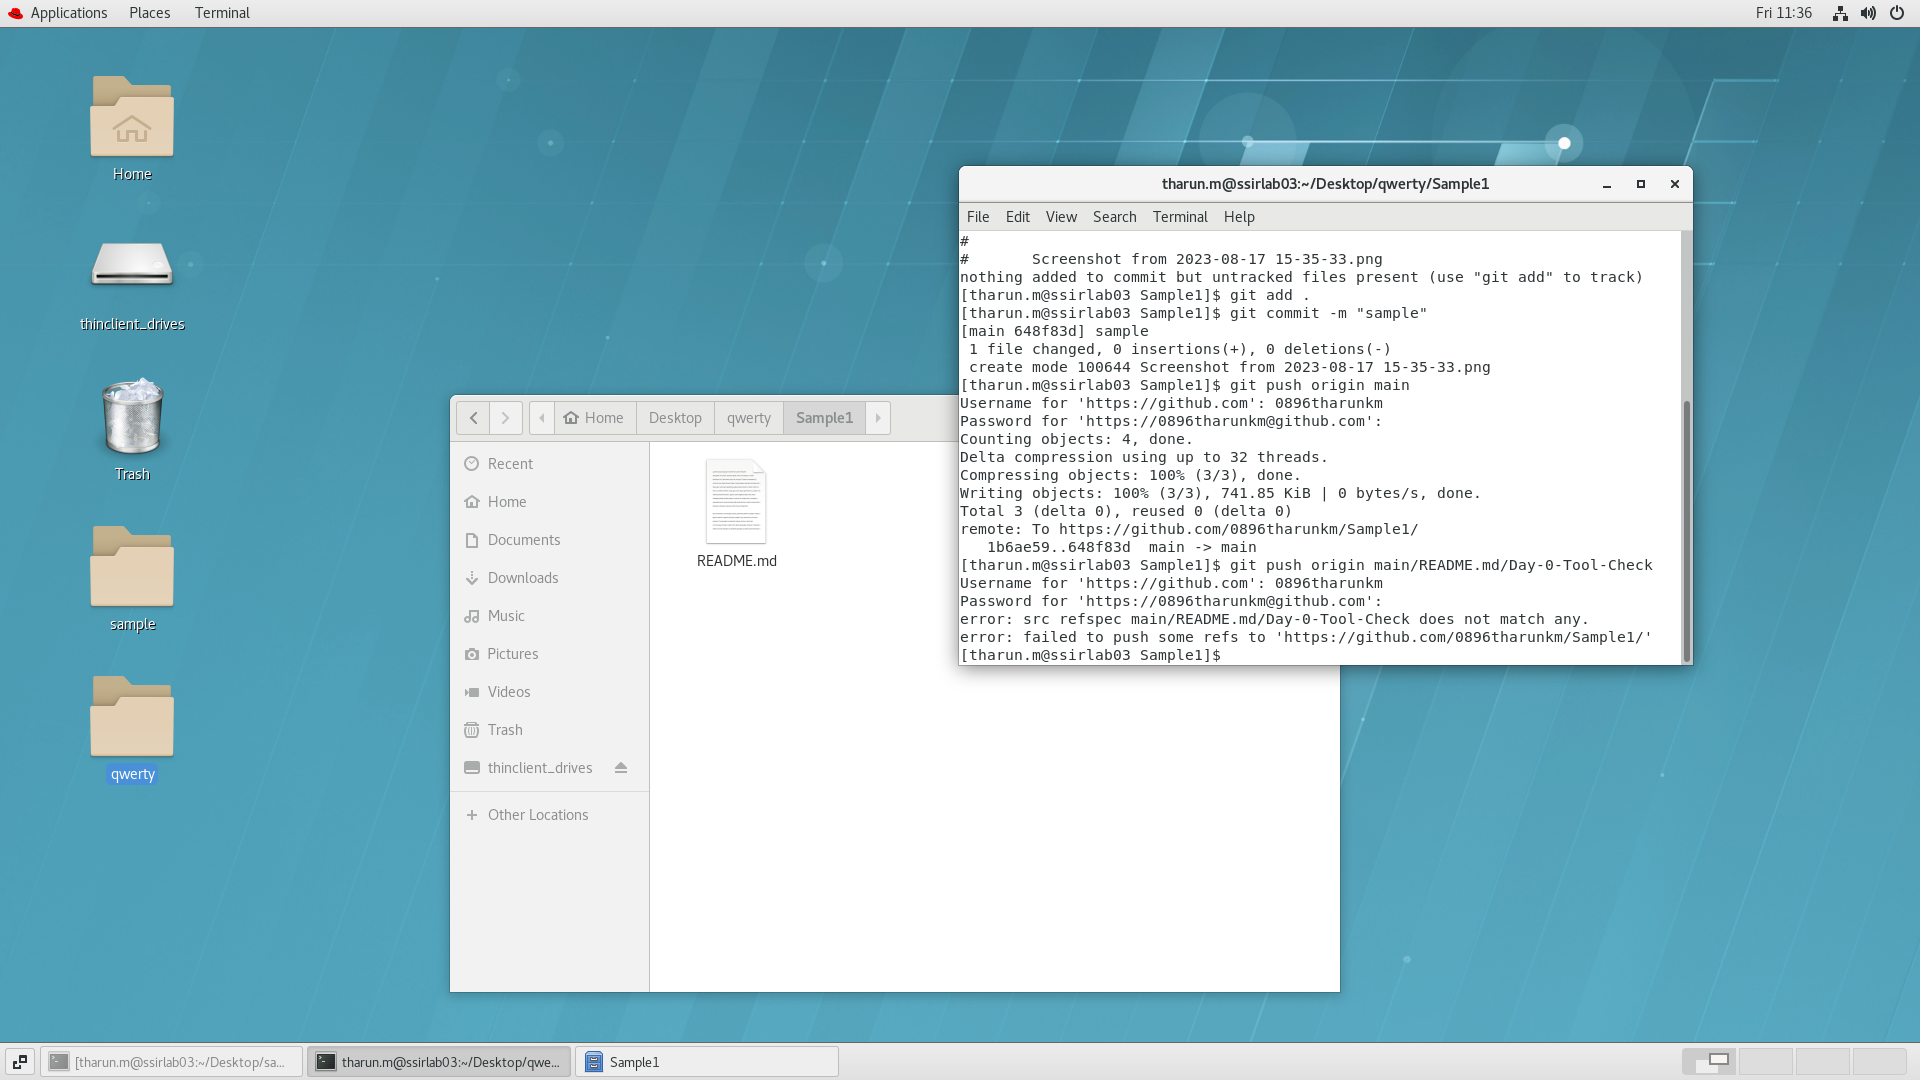 Applications Places Terminal
Fri 11:36
Home
thinclient_drives
Trash
sample
qwerty
Home Desktop qwerty Sample1
Recent
Home
Documents
Downloads
Music
Pictures
Videos
Trash
thinclient_drives
Other Locations
README.md
tharun.m@ssirlab03:~/Desktop/qwerty/Sample1
File Edit View Search Terminal Help
#
#       Screenshot from 2023-08-17 15-35-33.png
nothing added to commit but untracked files present (use "git add" to track)
[tharun.m@ssirlab03 Sample1]$ git add .
[tharun.m@ssirlab03 Sample1]$ git commit -m "sample"
[main 648f83d] sample
 1 file changed, 0 insertions(+), 0 deletions(-)
 create mode 100644 Screenshot from 2023-08-17 15-35-33.png
[tharun.m@ssirlab03 Sample1]$ git push origin main
Username for 'https://github.com': 0896tharunkm
Password for 'https://0896tharunkm@github.com':
Counting objects: 4, done.
Delta compression using up to 32 threads.
Compressing objects: 100% (3/3), done.
Writing objects: 100% (3/3), 741.85 KiB | 0 bytes/s, done.
Total 3 (delta 0), reused 0 (delta 0)
remote: To https://github.com/0896tharunkm/Sample1/
   1b6ae59..648f83d  main -> main
[tharun.m@ssirlab03 Sample1]$ git push origin main/README.md/Day-0-Tool-Check
Username for 'https://github.com': 0896tharunkm
Password for 'https://0896tharunkm@github.com':
error: src refspec main/README.md/Day-0-Tool-Check does not match any.
error: failed to push some refs to 'https://github.com/0896tharunkm/Sample1/'
[tharun.m@ssirlab03 Sample1]$
[tharun.m@ssirlab03:~/Desktop/sa...
tharun.m@ssirlab03:~/Desktop/qwe...
Sample1